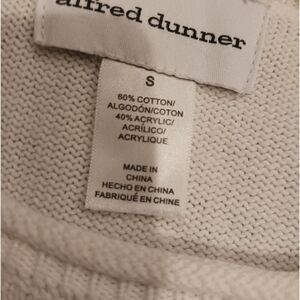 alfred dunner
S
60% COTTON/
ALGODÓN/COTON
40% ACRYLIC/
ACRÍLICO/
ACRYLIQUE
MADE IN
CHINA
HECHO EN CHINA
FABRIQUÉ EN CHINE